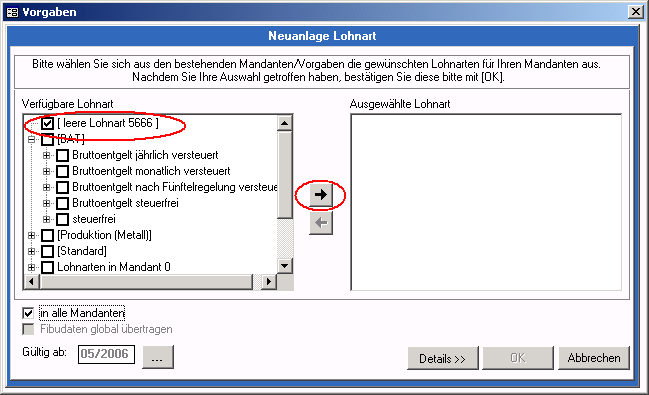 Vorgaben
Neuanlage Lohnart
Bitte wählen Sie sich aus den bestehenden Mandanten/Vorgaben die gewünschten Lohnarten für Ihren Mandanten aus.
Nachdem Sie Ihre Auswahl getroffen haben, bestätigen Sie diese bitte mit [OK].
Verfügbare Lohnart
Ausgewählte Lohnart
[ leere Lohnart 5666 ]
[BAT]
Bruttoentgelt jährlich versteuert
Bruttoentgelt monatlich versteuert
Bruttoentgelt nach Fünftelregelung versteue
Bruttoentgelt steuerfrei
steuerfrei
[Produktion (Metall)]
[Standard]
Lohnarten in Mandant 0
in alle Mandanten
Fibudaten global übertragen
Gültig ab: 05/2006 ... Details >> OK Abbrechen